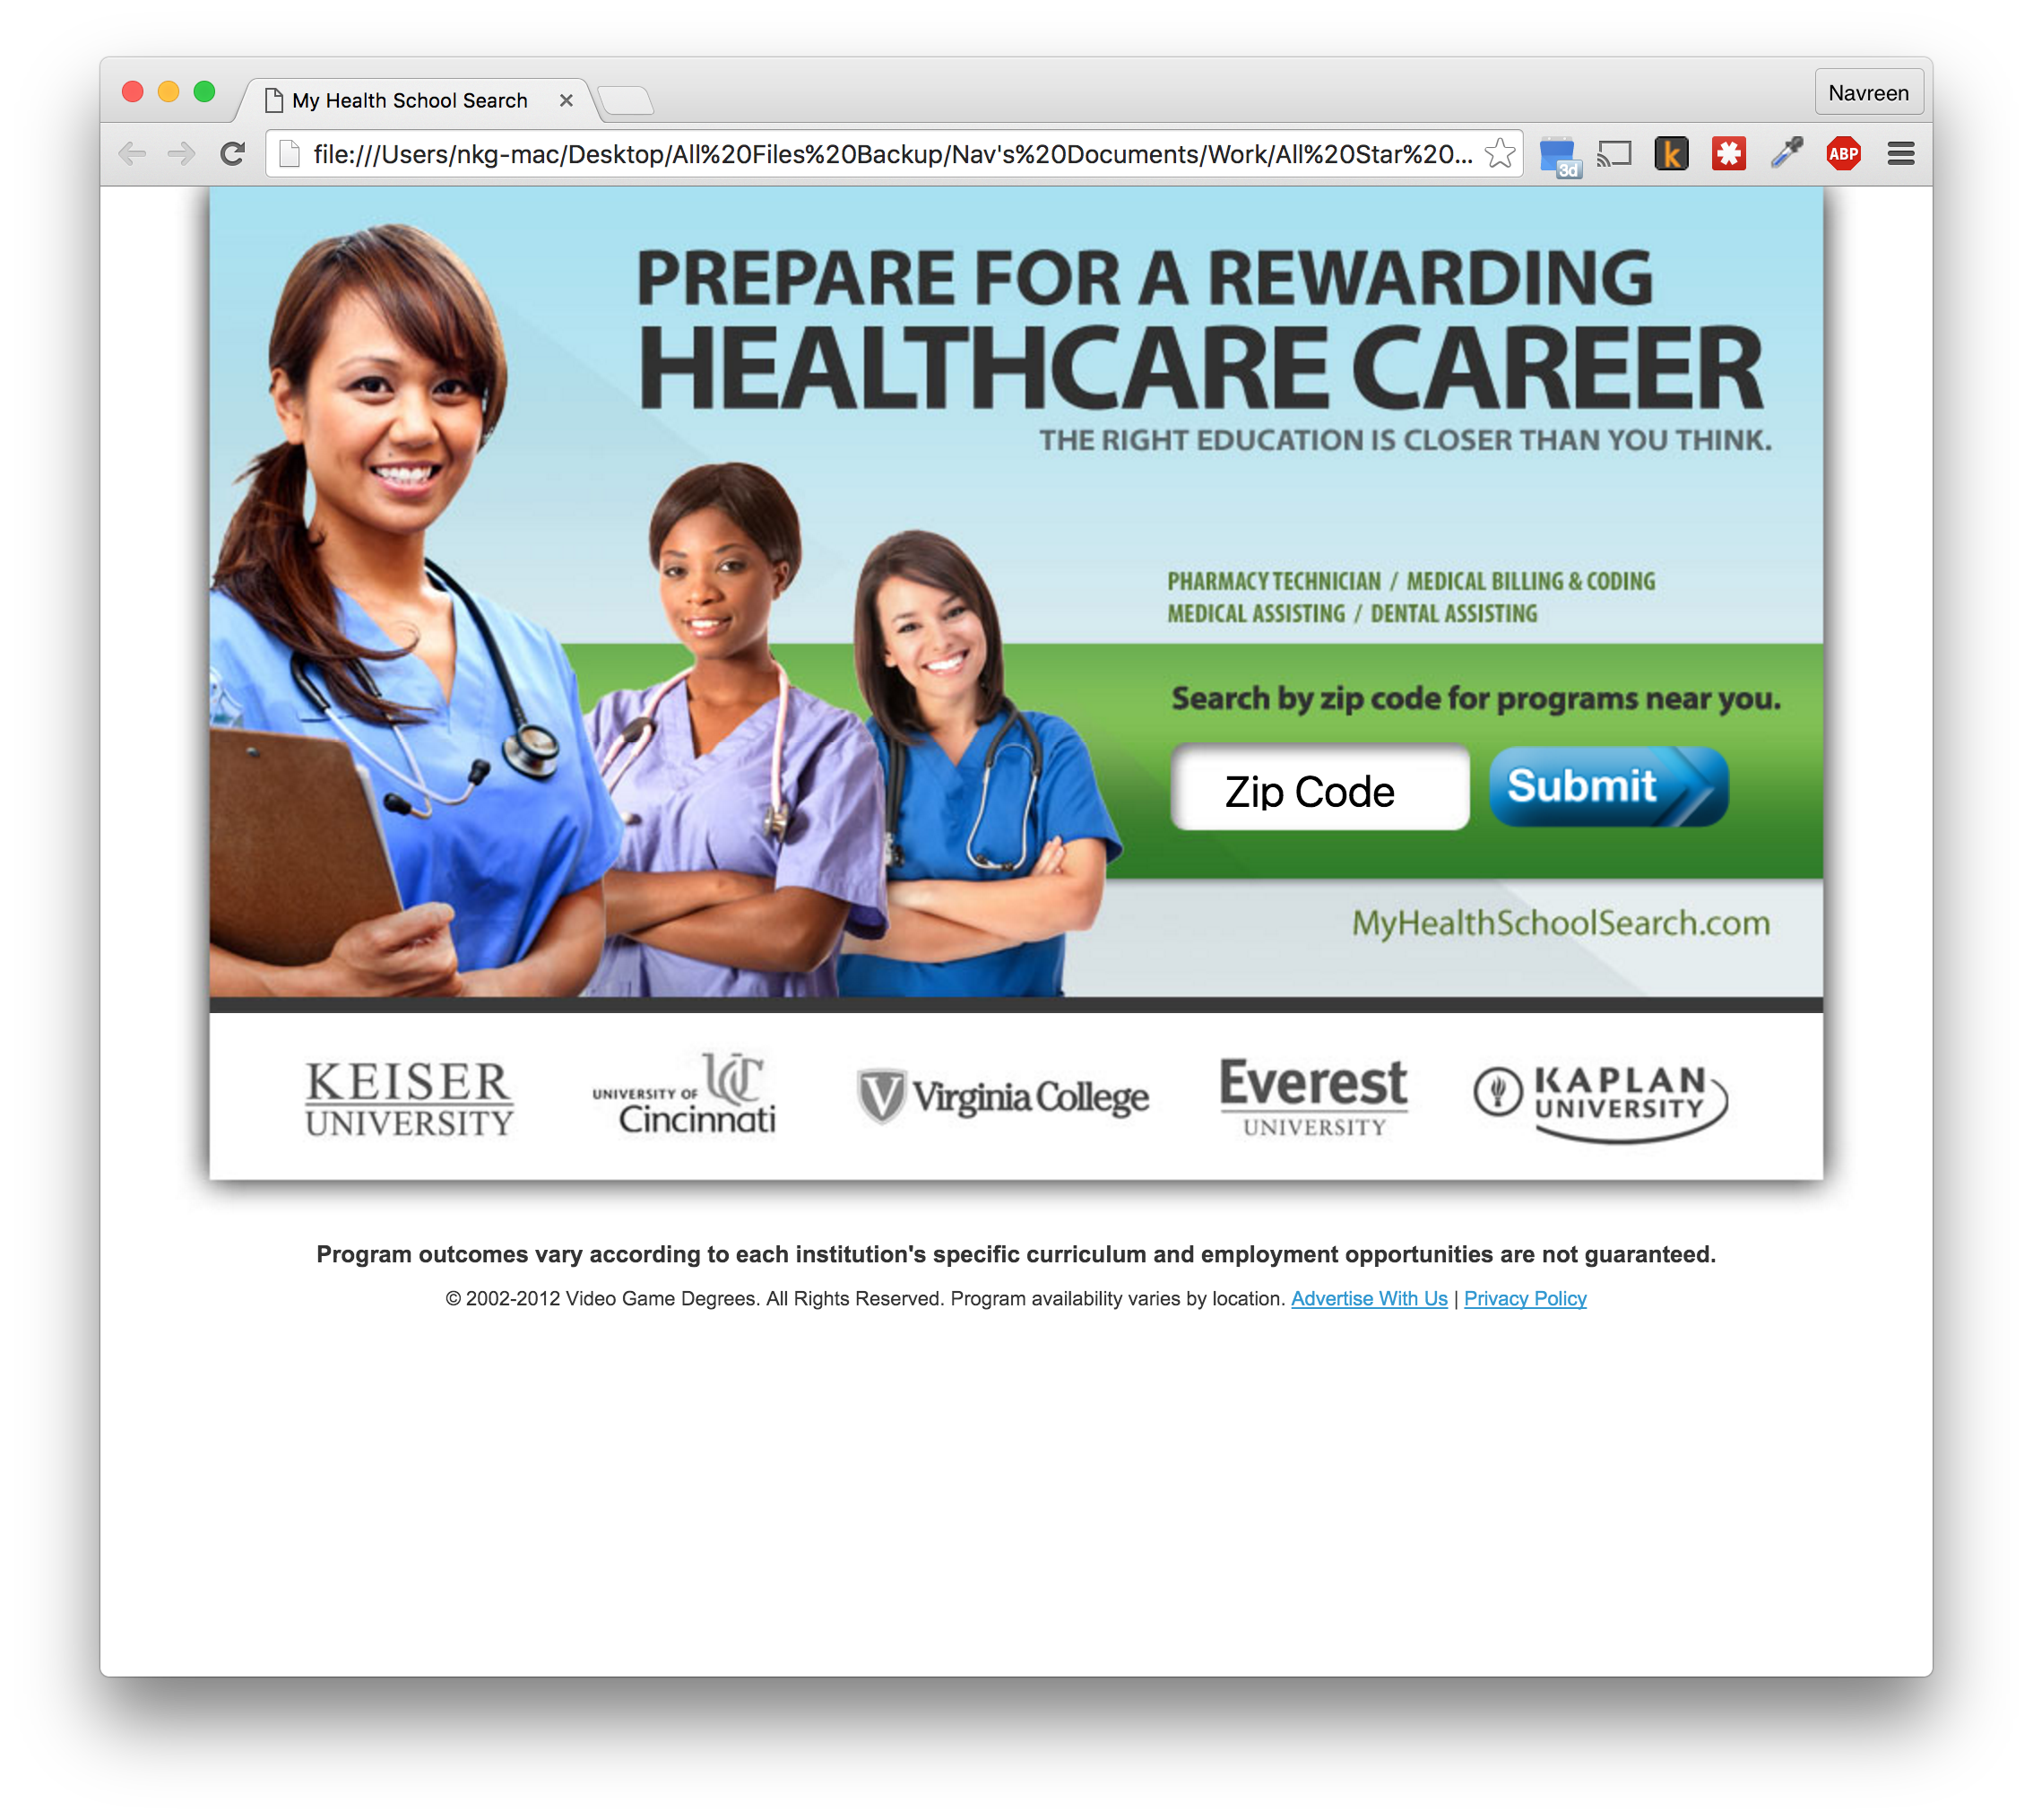 My Health School Search
Navreen
file:///Users/nkg-mac/Desktop/All%20Files%20Backup/Nav's%20Documents/Work/All%20Star%20...
3d
k
ABP
PREPARE FOR A REWARDING
HEALTHCARE CAREER
THE RIGHT EDUCATION IS CLOSER THAN YOU THINK.
PHARMACY TECHNICIAN / MEDICAL BILLING & CODING
MEDICAL ASSISTING / DENTAL ASSISTING
Search by zip code for programs near you.
Zip Code
Submit
MyHealthSchoolSearch.com
KEISER
UNIVERSITY
UC
UNIVERSITY OF
Cincinnati
V Virginia College
Everest
UNIVERSITY
KAPLAN
UNIVERSITY
Program outcomes vary according to each institution's specific curriculum and employment opportunities are not guaranteed.
© 2002-2012 Video Game Degrees. All Rights Reserved. Program availability varies by location. Advertise With Us | Privacy Policy